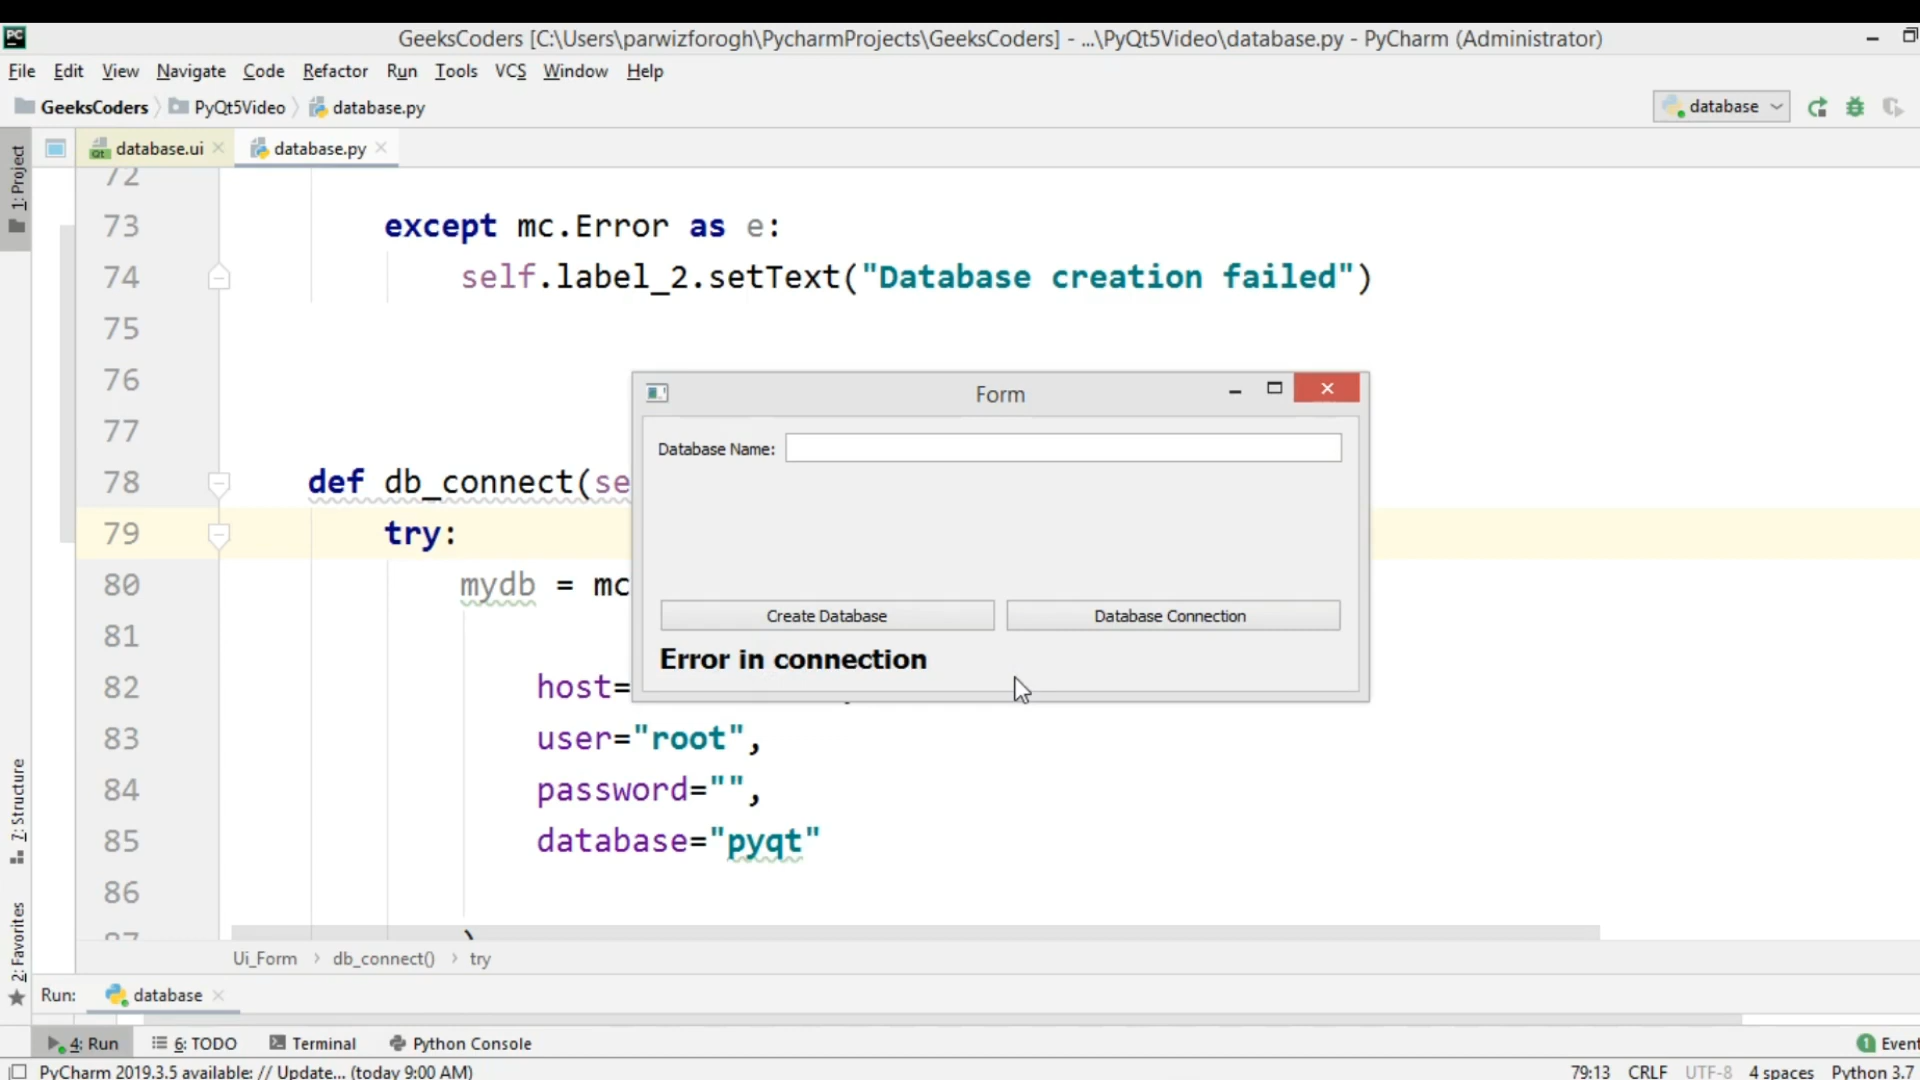 PC
GeeksCoders [C:\Users\parwizforogh\PycharmProjects\GeeksCoders] - ...\PyQt5Video\database.py - PyCharm (Administrator)
File Edit View Navigate Code Refactor Run Tools VCS Window Help
GeeksCoders PyQt5Video database.py
database
1: Project
database.ui
database.py
72
73 except mc.Error as e:
74 self.label_2.setText("Database creation failed")
75
76
77
78 def db_connect(se
79 try:
80 mydb = mc
81
82 host=
83 user="root",
84 password="",
85 database="pyqt"
86
87 )
Form
Database Name:
Create Database
Database Connection
Error in connection
7: Structure
2: Favorites
Ui_Form › db_connect() › try
Run: database
4: Run 6: TODO Terminal Python Console
1 Event
PyCharm 2019.3.5 available: // Update... (today 9:00 AM)
79:13 CRLF UTF-8 4 spaces Python 3.7